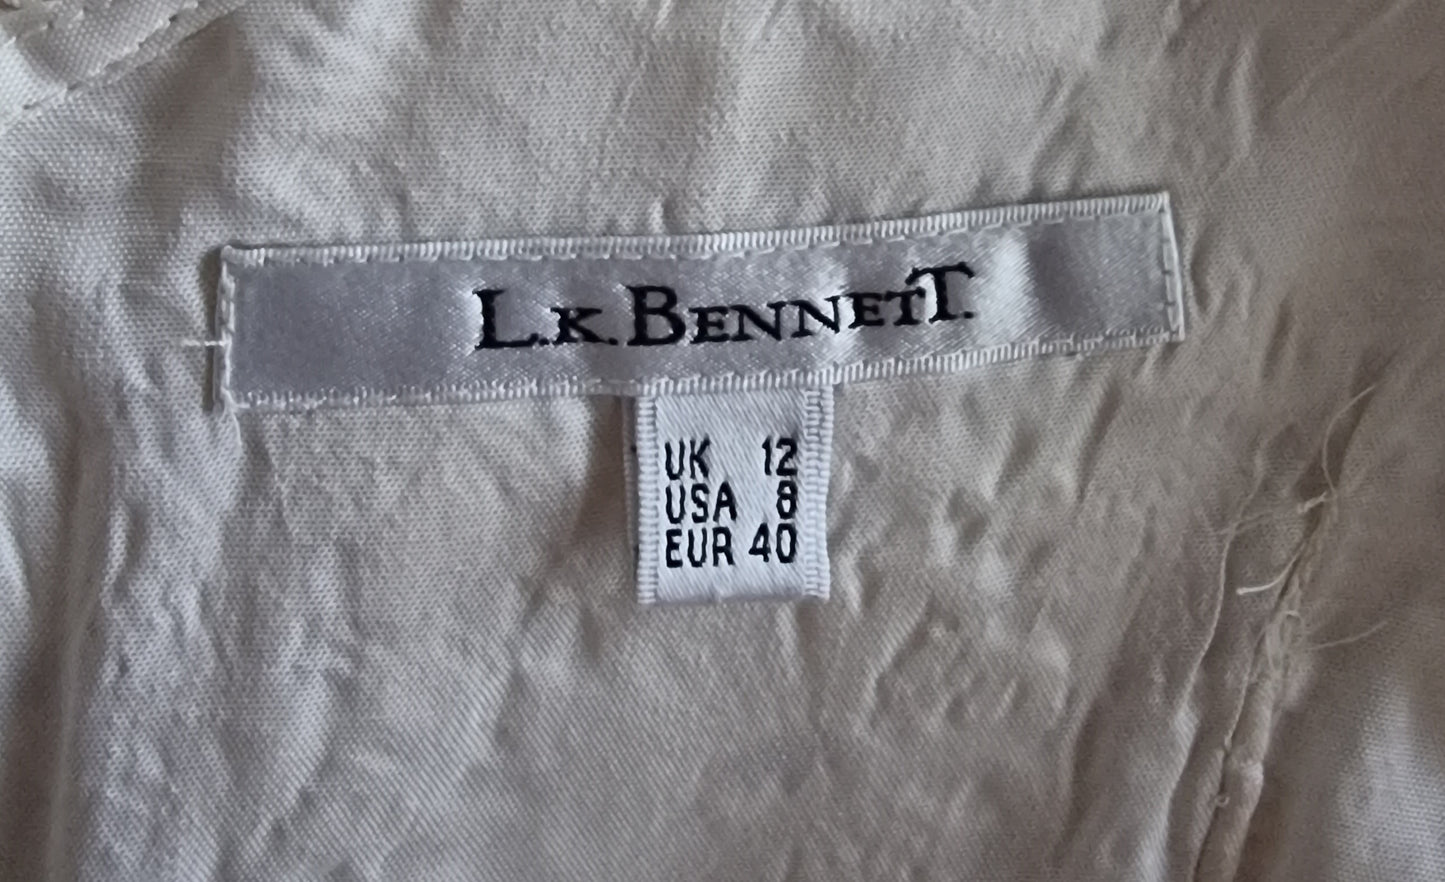 L.K.BENNETT.
UK 12
USA 8
EUR 40